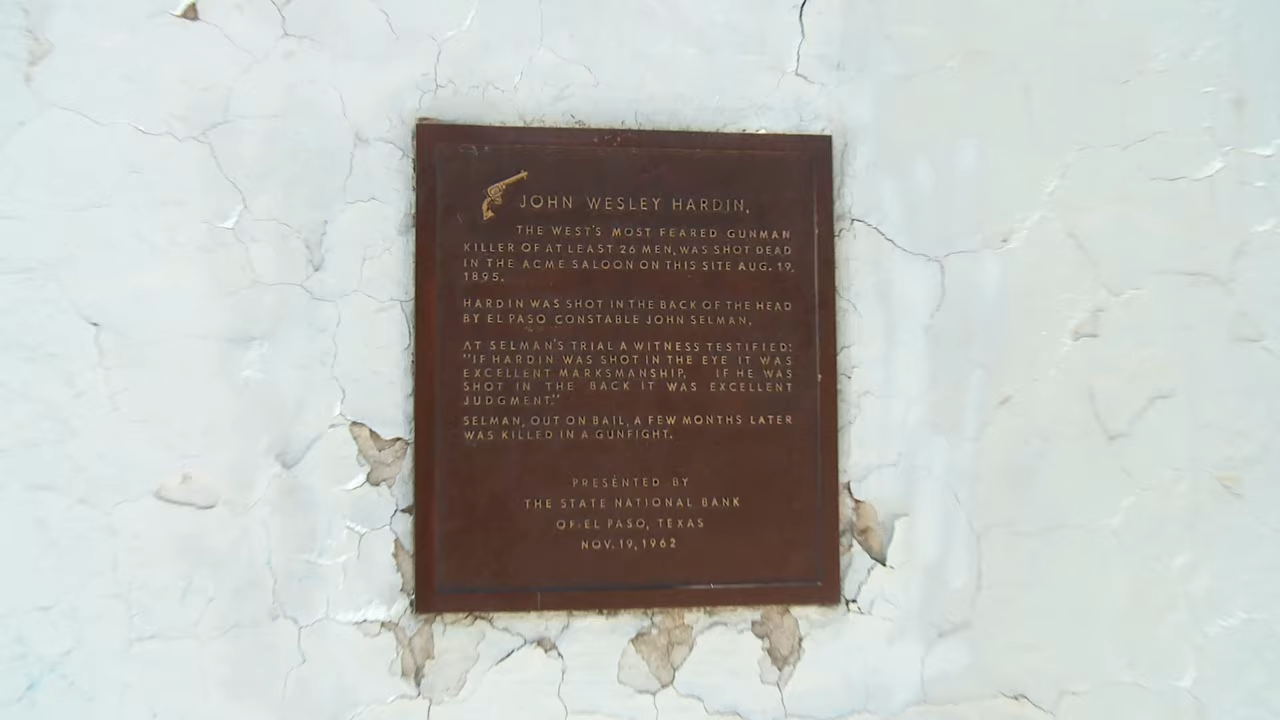 JOHN WESLEY HARDIN,
THE WEST'S MOST FEARED GUNMAN
KILLER OF AT LEAST 26 MEN, WAS SHOT DEAD
IN THE ACME SALOON ON THIS SITE AUG. 19,
1895.
HARDIN WAS SHOT IN THE BACK OF THE HEAD
BY EL PASO CONSTABLE JOHN SELMAN.
AT SELMAN'S TRIAL A WITNESS TESTIFIED:
"IF HARDIN WAS SHOT IN THE EYE IT WAS
EXCELLENT MARKSMANSHIP, IF HE WAS
SHOT IN THE BACK IT WAS EXCELLENT
JUDGMENT."
SELMAN, OUT ON BAIL, A FEW MONTHS LATER
WAS KILLED IN A GUNFIGHT.
PRESENTED BY
THE STATE NATIONAL BANK
OF EL PASO, TEXAS
NOV. 19, 1962